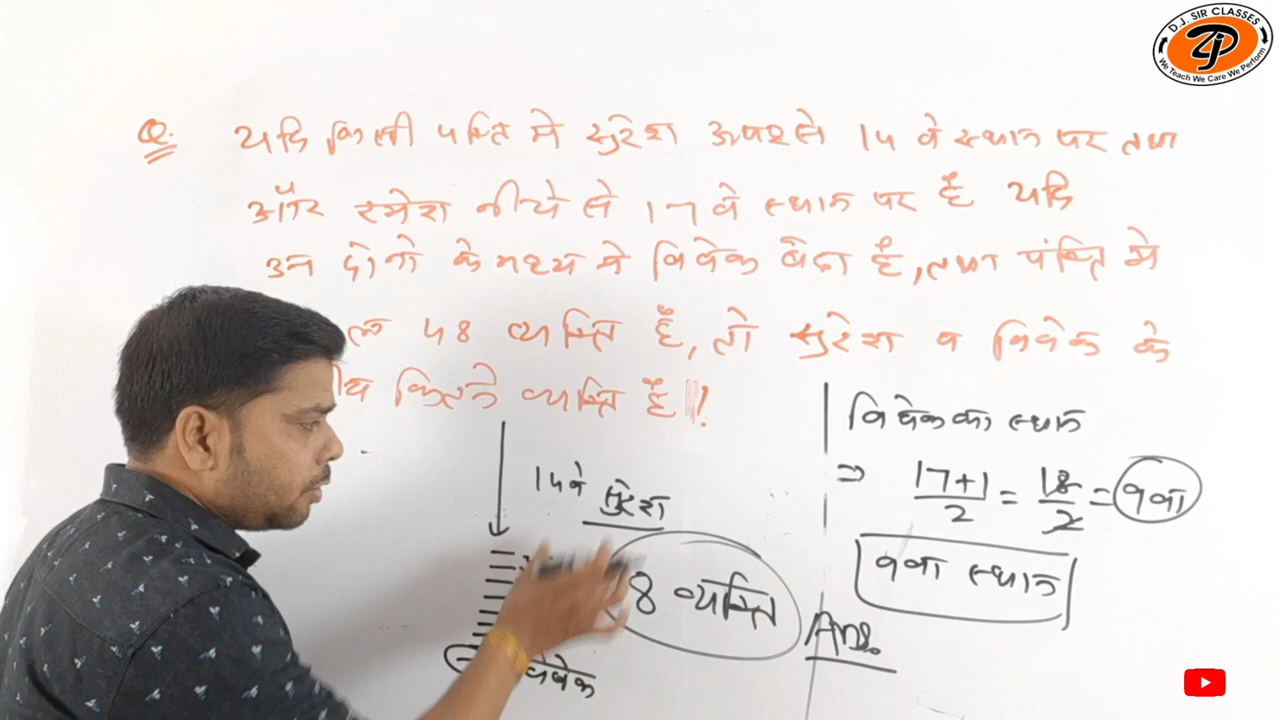 D.J. SIR CLASSES
We Teach We Care We Perform
Q. यदि किसी पंक्ति में सुरेश ऊपर से 14 वे स्थान पर तथा
और रमेश नीचे से 17 वे स्थान पर है यदि
उन दोनो के मध्य मे विवेक बैठा है, तथा पंक्ति मे
48 व्यक्ति हैं, तो सुरेश व विवेक के
कितने व्यक्ति है!
विवेक का स्थान
14वे सुरेश
⇒ 17+1/2 = 18/2 = 9वा
9वा स्थान
8 व्यक्ति
Ans.